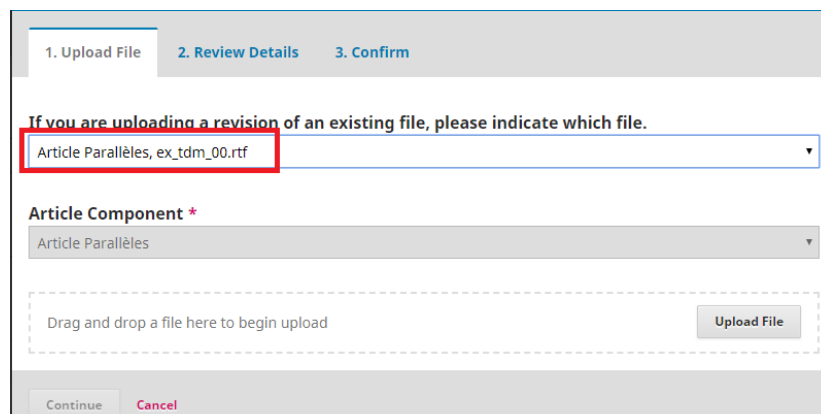 1. Upload File 2. Review Details 3. Confirm
If you are uploading a revision of an existing file, please indicate which file.
Article Parallèles, ex_tdm_00.rtf
Article Component *
Article Parallèles
Drag and drop a file here to begin upload Upload File
Continue Cancel